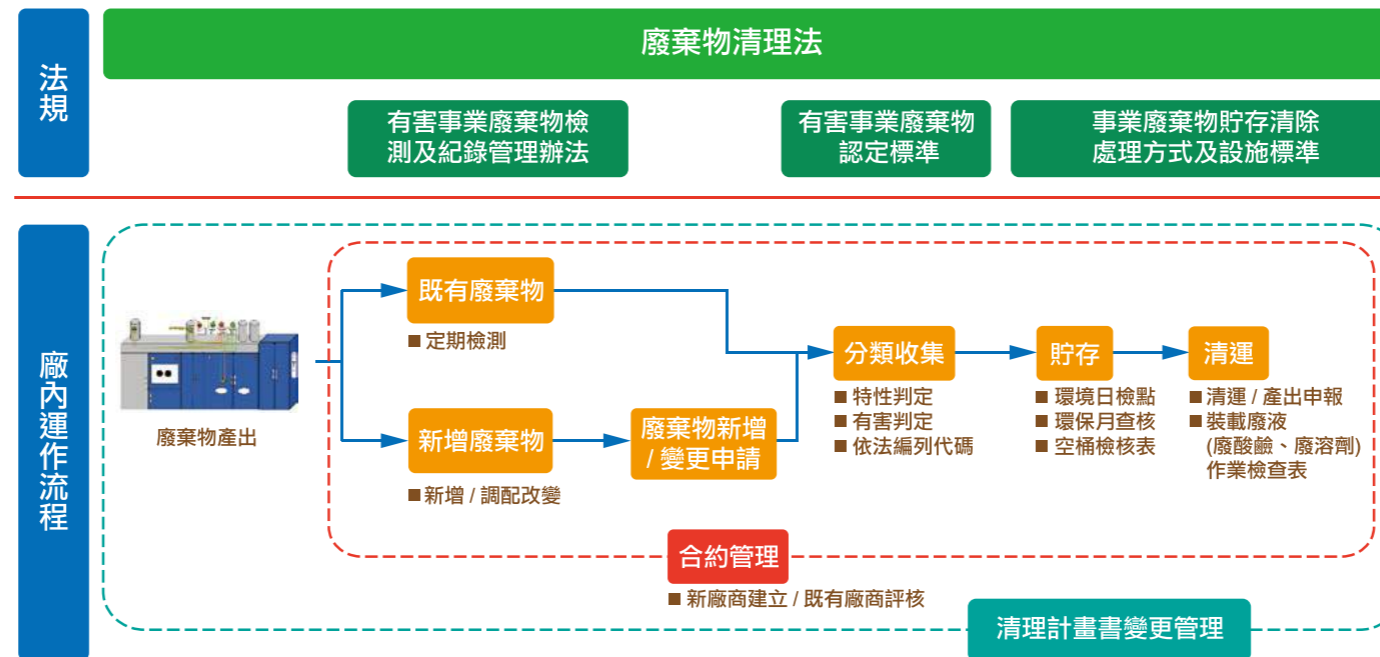 法規
廢棄物清理法
有害事業廢棄物檢
測及紀錄管理辦法
有害事業廢棄物
認定標準
事業廢棄物貯存清除
處理方式及設施標準
廠內運作流程
廢棄物產出
既有廢棄物
■ 定期檢測
新增廢棄物
■ 新增 / 調配改變
廢棄物新增
/ 變更申請
分類收集
■ 特性判定
■ 有害判定
■ 依法編列代碼
貯存
■ 環境日檢點
■ 環保月查核
■ 空桶檢核表
清運
■ 清運 / 產出申報
■ 裝載廢液
(廢酸鹼、廢溶劑)
作業檢查表
合約管理
■ 新廠商建立 / 既有廠商評核
清理計畫書變更管理